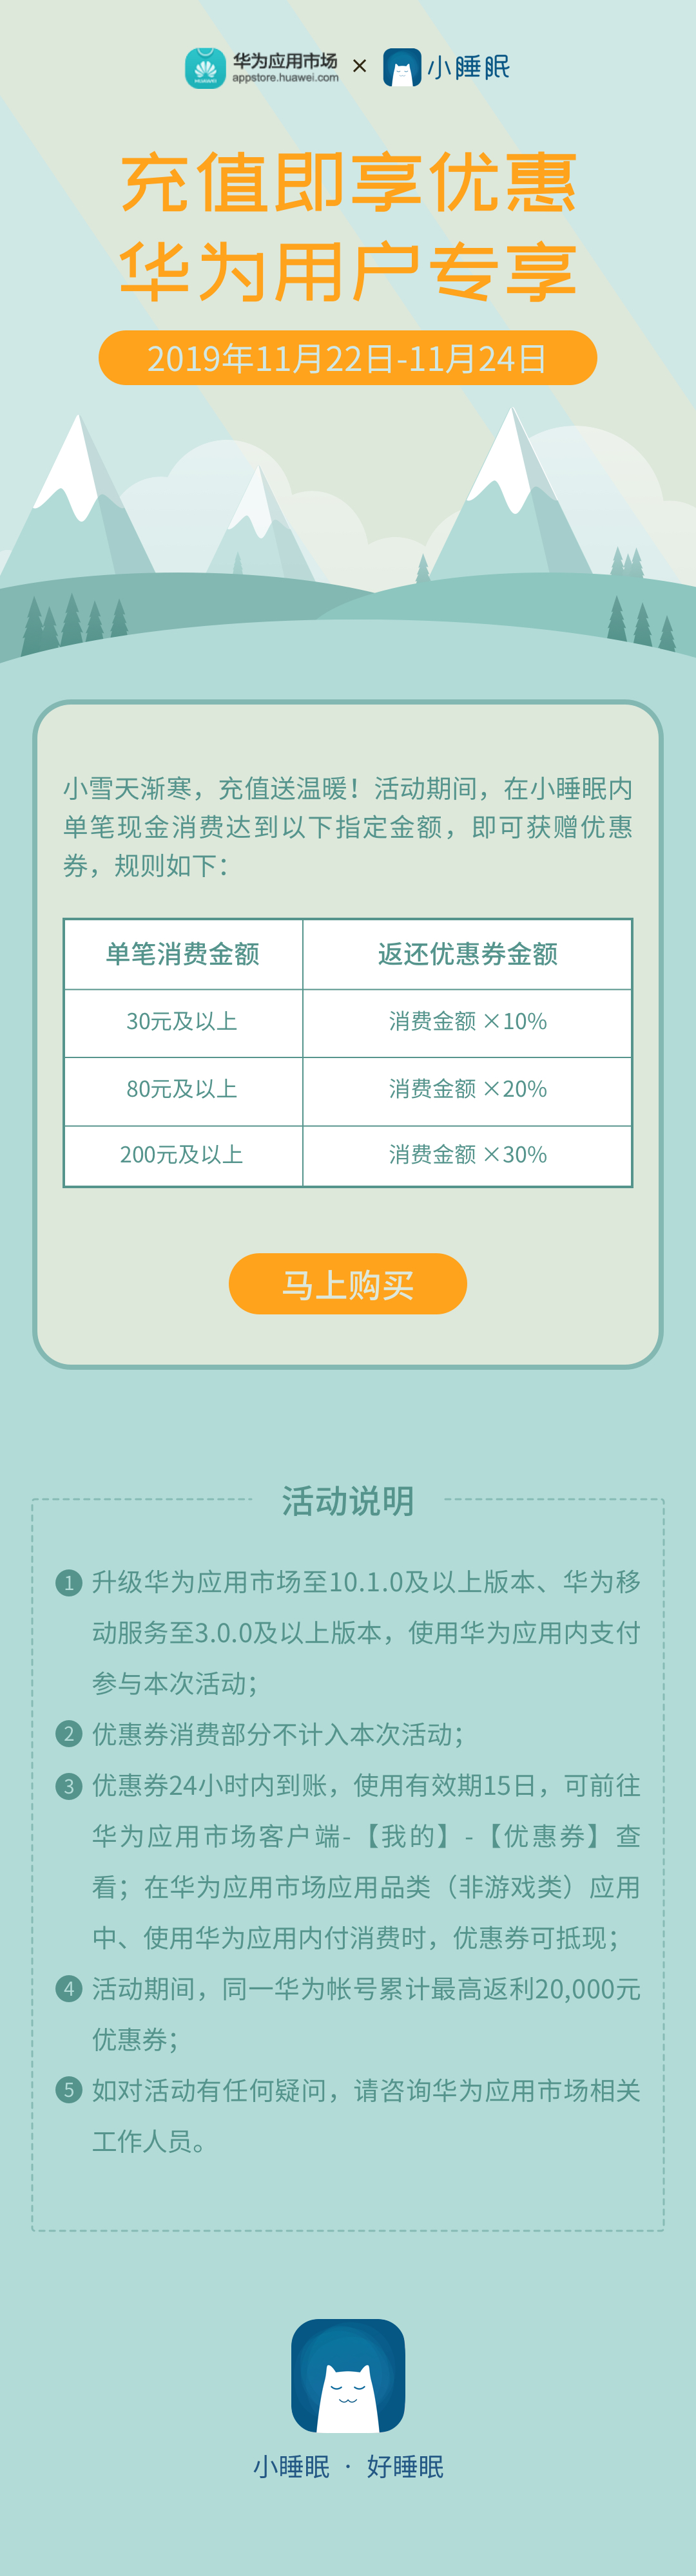 华为应用市场
appstore.huawei.com
×
小睡眠
HUAWEI
充值即享优惠
华为用户专享
2019年11月22日-11月24日
小雪天渐寒，充值送温暖！活动期间，在小睡眠内
单笔现金消费达到以下指定金额，即可获赠优惠
券，规则如下：
单笔消费金额 返还优惠券金额
30元及以上 消费金额 ×10%
80元及以上 消费金额 ×20%
200元及以上 消费金额 ×30%
马上购买
活动说明
1 升级华为应用市场至10.1.0及以上版本、华为移
动服务至3.0.0及以上版本，使用华为应用内支付
参与本次活动；
2 优惠券消费部分不计入本次活动；
3 优惠券24小时内到账，使用有效期15日，可前往
华为应用市场客户端-【我的】-【优惠券】查
看；在华为应用市场应用品类（非游戏类）应用
中、使用华为应用内付消费时，优惠券可抵现；
4 活动期间，同一华为帐号累计最高返利20,000元
优惠券；
5 如对活动有任何疑问，请咨询华为应用市场相关
工作人员。
小睡眠 · 好睡眠